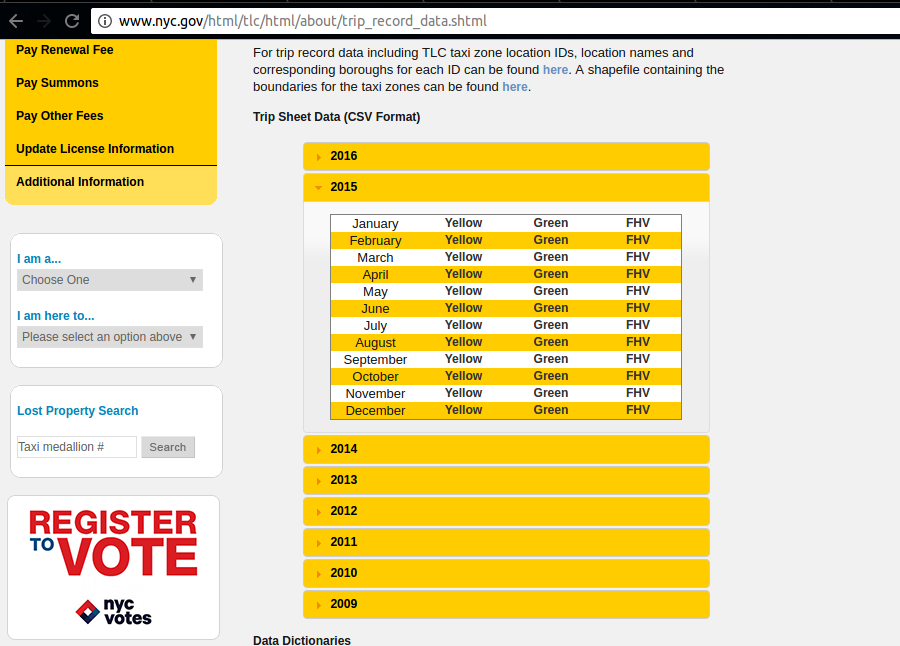 www.nyc.gov/html/tlc/html/about/trip_record_data.shtml
Pay Renewal Fee
Pay Summons
Pay Other Fees
Update License Information
Additional Information
I am a...
Choose One
I am here to...
Please select an option above
Lost Property Search
Taxi medallion #
Search
REGISTER
TO VOTE
nyc
votes
For trip record data including TLC taxi zone location IDs, location names and
corresponding boroughs for each ID can be found here. A shapefile containing the
boundaries for the taxi zones can be found here.
Trip Sheet Data (CSV Format)
2016
2015
January Yellow Green FHV
February Yellow Green FHV
March Yellow Green FHV
April Yellow Green FHV
May Yellow Green FHV
June Yellow Green FHV
July Yellow Green FHV
August Yellow Green FHV
September Yellow Green FHV
October Yellow Green FHV
November Yellow Green FHV
December Yellow Green FHV
2014
2013
2012
2011
2010
2009
Data Dictionaries